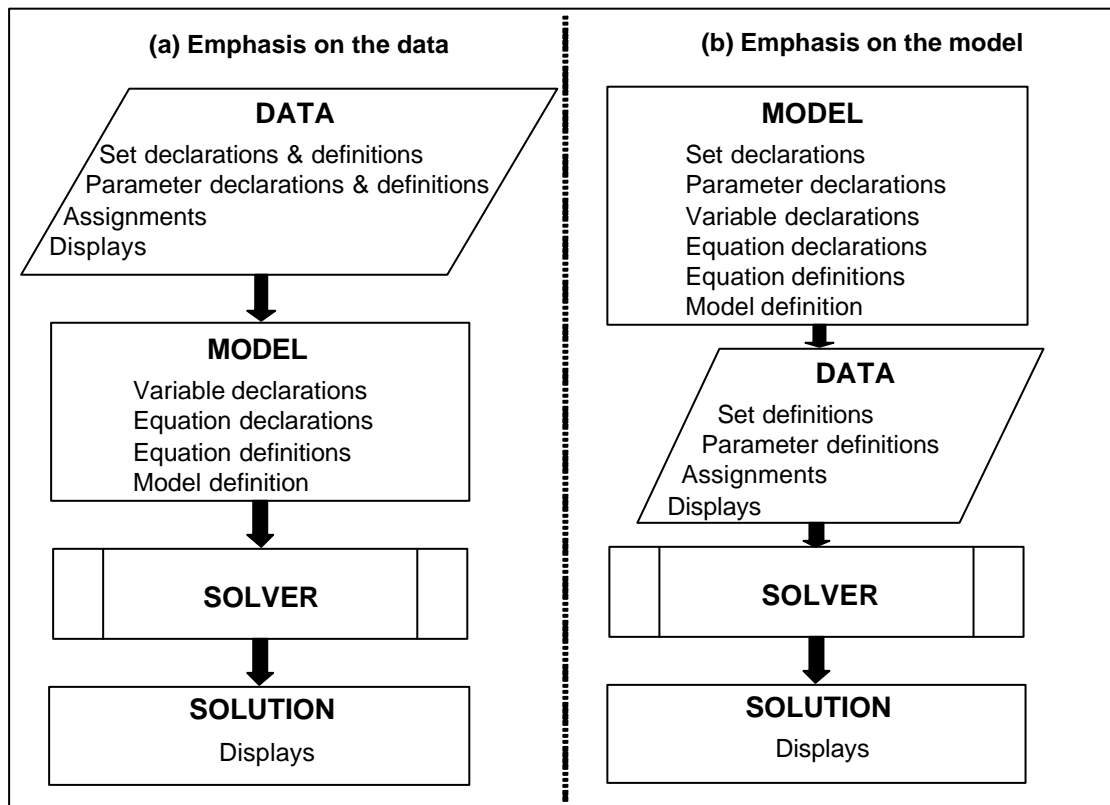 (a) Emphasis on the data
DATA
Set declarations & definitions
Parameter declarations & definitions
Assignments
Displays
MODEL
Variable declarations
Equation declarations
Equation definitions
Model definition
SOLVER
SOLUTION
Displays
(b) Emphasis on the model
MODEL
Set declarations
Parameter declarations
Variable declarations
Equation declarations
Equation definitions
Model definition
DATA
Set definitions
Parameter definitions
Assignments
Displays
SOLVER
SOLUTION
Displays